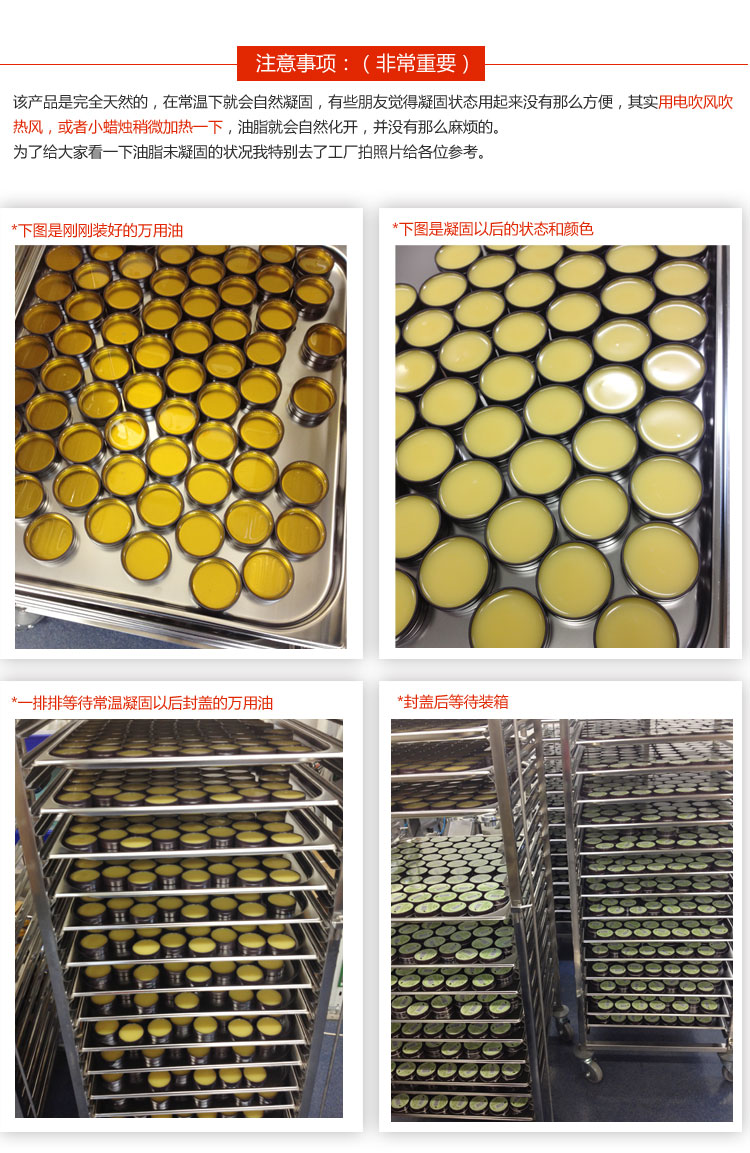 注意事项：（非常重要）
该产品是完全天然的，在常温下就会自然凝固，有些朋友觉得凝固状态用起来没有那么方便，其实用电吹风吹
热风，或者小蜡烛稍微加热一下，油脂就会自然化开，并没有那么麻烦的。
为了给大家看一下油脂未凝固的状况我特别去了工厂拍照片给各位参考。
*下图是刚刚装好的万用油
*下图是凝固以后的状态和颜色
*一排排等待常温凝固以后封盖的万用油
*封盖后等待装箱